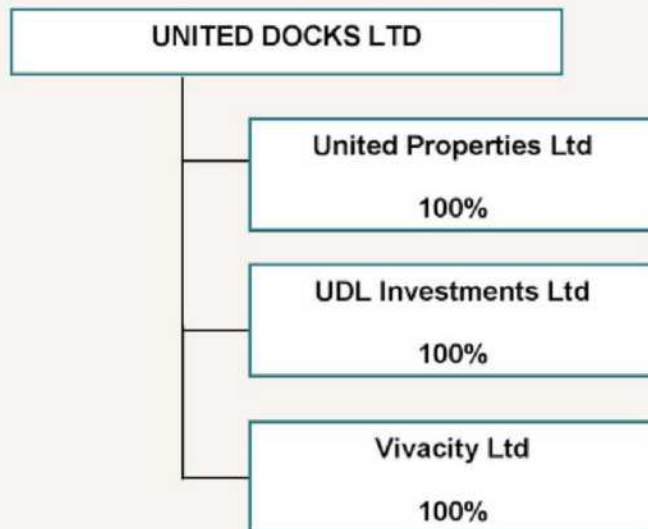 UNITED DOCKS LTD
United Properties Ltd
100%
UDL Investments Ltd
100%
Vivacity Ltd
100%